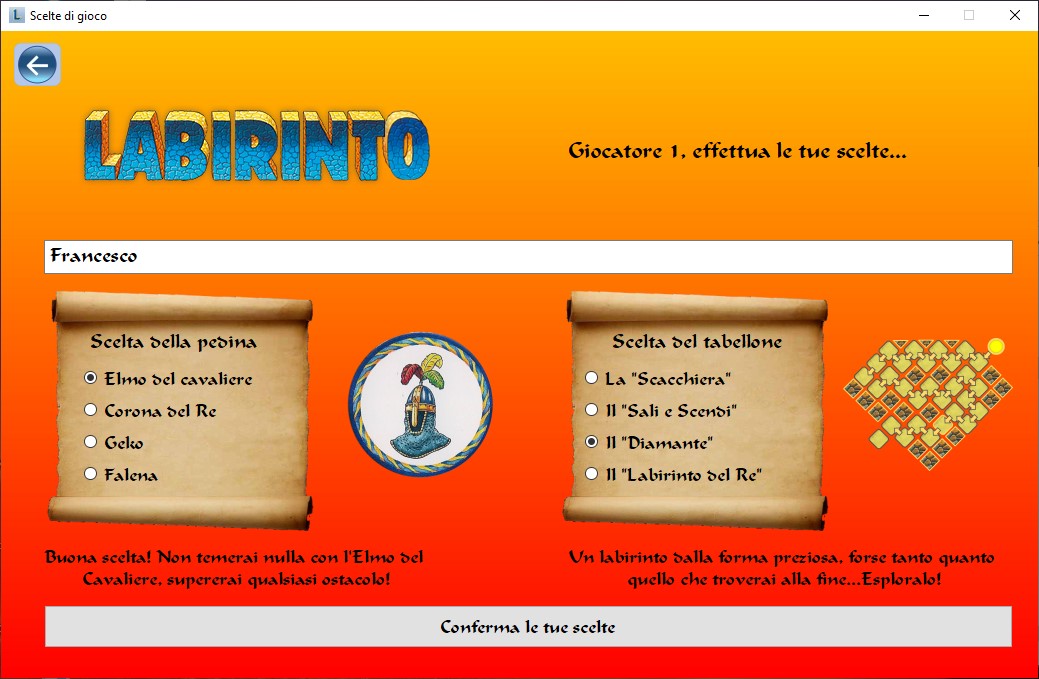 Scelte di gioco
LABIRINTO
Giocatore 1, effettua le tue scelte...
Francesco
Scelta della pedina
Elmo del cavaliere
Corona del Re
Geko
Falena
Scelta del tabellone
La "Scacchiera"
Il "Sali e Scendi"
Il "Diamante"
Il "Labirinto del Re"
Buona scelta! Non temerai nulla con l'Elmo del
Cavaliere, supererai qualsiasi ostacolo!
Un labirinto dalla forma preziosa, forse tanto quanto
quello che troverai alla fine...Esploralo!
Conferma le tue scelte